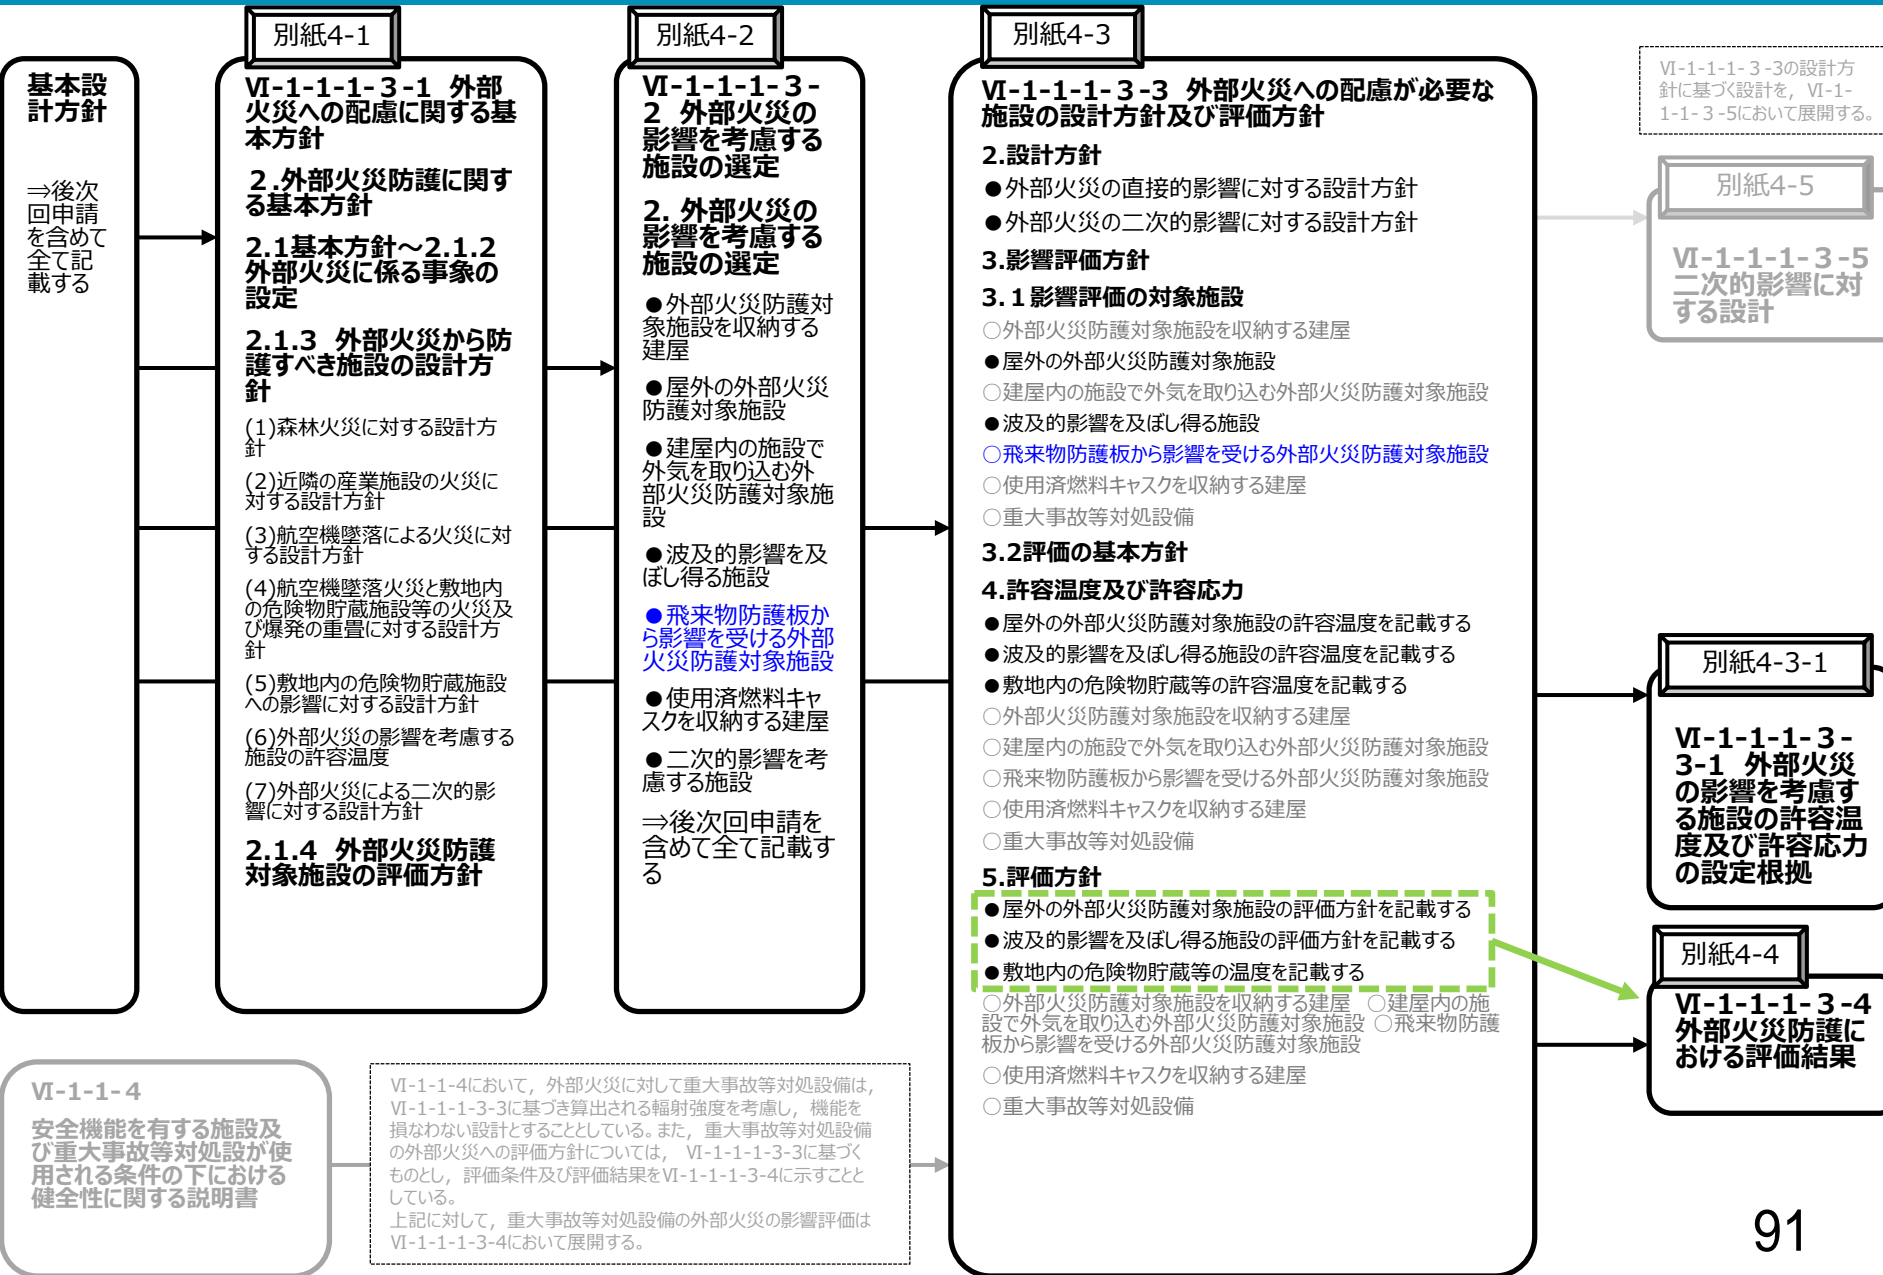 別紙4-1
別紙4-2
別紙4-3
基本設
計方針
⇒後次
回申請
を含めて
全て記
載する
Ⅵ-1-1-1-３-1 外部
火災への配慮に関する基
本方針
２.外部火災防護に関す
る基本方針
2.1基本方針～2.1.2
外部火災に係る事象の
設定
2.1.3 外部火災から防
護すべき施設の設計方
針
(1)森林火災に対する設計方
針
(2)近隣の産業施設の火災に
対する設計方針
(3)航空機墜落による火災に対
する設計方針
(4)航空機墜落火災と敷地内
の危険物貯蔵施設等の火災及
び爆発の重畳に対する設計方
針
(5)敷地内の危険物貯蔵施設
への影響に対する設計方針
(6)外部火災の影響を考慮する
施設の許容温度
(7)外部火災による二次的影
響に対する設計方針
2.1.4 外部火災防護
対象施設の評価方針
Ⅵ-1-1-1-３-
2 外部火災の
影響を考慮する
施設の選定
2. 外部火災の
影響を考慮する
施設の選定
●外部火災防護対
象施設を収納する
建屋
●屋外の外部火災
防護対象施設
●建屋内の施設で
外気を取り込む外
部火災防護対象施
設
●波及的影響を及
ぼし得る施設
●飛来物防護板か
ら影響を受ける外部
火災防護対象施設
●使用済燃料キャ
スクを収納する建屋
●二次的影響を考
慮する施設
⇒後次回申請を
含めて全て記載す
る
Ⅵ-1-1-1-３-3 外部火災への配慮が必要な
施設の設計方針及び評価方針
2.設計方針
●外部火災の直接的影響に対する設計方針
●外部火災の二次的影響に対する設計方針
3.影響評価方針
3.１影響評価の対象施設
○外部火災防護対象施設を収納する建屋
●屋外の外部火災防護対象施設
○建屋内の施設で外気を取り込む外部火災防護対象施設
●波及的影響を及ぼし得る施設
○飛来物防護板から影響を受ける外部火災防護対象施設
○使用済燃料キャスクを収納する建屋
○重大事故等対処設備
3.2評価の基本方針
4.許容温度及び許容応力
●屋外の外部火災防護対象施設の許容温度を記載する
●波及的影響を及ぼし得る施設の許容温度を記載する
●敷地内の危険物貯蔵等の許容温度を記載する
○外部火災防護対象施設を収納する建屋
○建屋内の施設で外気を取り込む外部火災防護対象施設
○飛来物防護板から影響を受ける外部火災防護対象施設
○使用済燃料キャスクを収納する建屋
○重大事故等対処設備
5.評価方針
●屋外の外部火災防護対象施設の評価方針を記載する
●波及的影響を及ぼし得る施設の評価方針を記載する
●敷地内の危険物貯蔵等の温度を記載する
○外部火災防護対象施設を収納する建屋 ○建屋内の施
設で外気を取り込む外部火災防護対象施設 ○飛来物防護
板から影響を受ける外部火災防護対象施設
○使用済燃料キャスクを収納する建屋
○重大事故等対処設備
Ⅵ-1-1-1-３-3の設計方
針に基づく設計を，Ⅵ-1-
1-1-３-5において展開する。
別紙4-5
Ⅵ-1-1-1-３-5
二次的影響に対
する設計
別紙4-3-1
Ⅵ-1-1-1-３-
3-1 外部火災
の影響を考慮す
る施設の許容温
度及び許容応力
の設定根拠
別紙4-4
Ⅵ-1-1-1-３-4
外部火災防護に
おける評価結果
Ⅵ-1-1-４
安全機能を有する施設及
び重大事故等対処設が使
用される条件の下における
健全性に関する説明書
Ⅵ-1-1-4において，外部火災に対して重大事故等対処設備は，
Ⅵ-1-1-1-3-3に基づき算出される輻射強度を考慮し，機能を
損なわない設計とすることとしている。また，重大事故等対処設備
の外部火災への評価方針については， Ⅵ-1-1-1-3-3に基づく
ものとし，評価条件及び評価結果をⅥ-1-1-1-3-4に示すことと
している。
上記に対して，重大事故等対処設備の外部火災の影響評価は
Ⅵ-1-1-1-3-4において展開する。
91